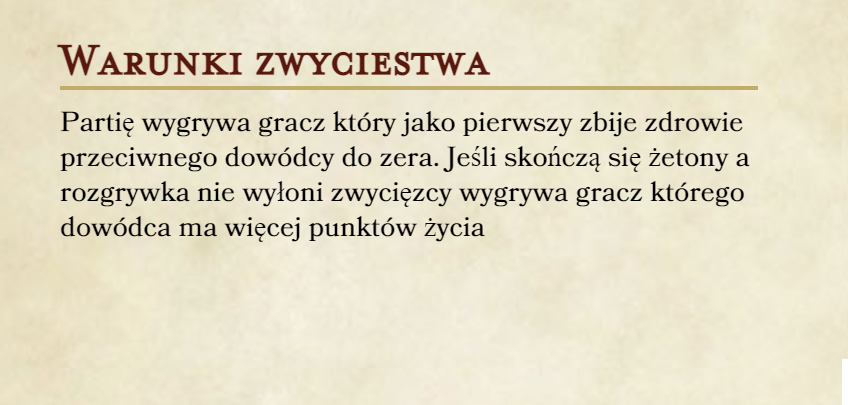 Warunki zwyciestwa
Partię wygrywa gracz który jako pierwszy zbije zdrowie
przeciwnego dowódcy do zera. Jeśli skończą się żetony a
rozgrywka nie wyłoni zwycięzcy wygrywa gracz którego
dowódca ma więcej punktów życia